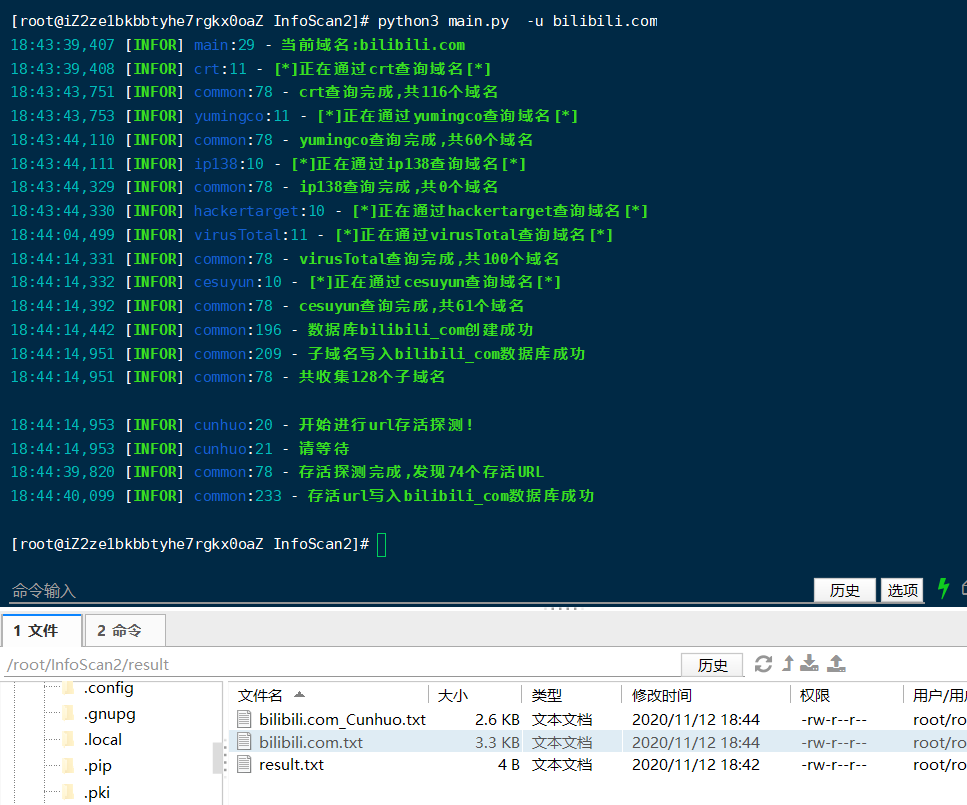 [root@iZ2ze1bkbbtyhe7rgkx0oaZ InfoScan2]# python3 main.py  -u bilibili.com
18:43:39,407 [INFOR] main:29 - 当前域名:bilibili.com
18:43:39,408 [INFOR] crt:11 - [*]正在通过crt查询域名[*]
18:43:43,751 [INFOR] common:78 - crt查询完成,共116个域名
18:43:43,753 [INFOR] yumingco:11 - [*]正在通过yumingco查询域名[*]
18:43:44,110 [INFOR] common:78 - yumingco查询完成,共60个域名
18:43:44,111 [INFOR] ip138:10 - [*]正在通过ip138查询域名[*]
18:43:44,329 [INFOR] common:78 - ip138查询完成,共0个域名
18:43:44,330 [INFOR] hackertarget:10 - [*]正在通过hackertarget查询域名[*]
18:44:04,499 [INFOR] virusTotal:11 - [*]正在通过virusTotal查询域名[*]
18:44:14,331 [INFOR] common:78 - virusTotal查询完成,共100个域名
18:44:14,332 [INFOR] cesuyun:10 - [*]正在通过cesuyun查询域名[*]
18:44:14,392 [INFOR] common:78 - cesuyun查询完成,共61个域名
18:44:14,442 [INFOR] common:196 - 数据库bilibili_com创建成功
18:44:14,951 [INFOR] common:209 - 子域名写入bilibili_com数据库成功
18:44:14,951 [INFOR] common:78 - 共收集128个子域名
18:44:14,953 [INFOR] cunhuo:20 - 开始进行url存活探测!
18:44:14,953 [INFOR] cunhuo:21 - 请等待
18:44:39,820 [INFOR] common:78 - 存活探测完成,发现74个存活URL
18:44:40,099 [INFOR] common:233 - 存活url写入bilibili_com数据库成功
[root@iZ2ze1bkbbtyhe7rgkx0oaZ InfoScan2]#
命令输入 历史 选项
1 文件 2 命令
/root/InfoScan2/result 历史
.config
.gnupg
.local
.pip
.pki
文件名 大小 类型 修改时间 权限 用户/用
bilibili.com_Cunhuo.txt 2.6 KB 文本文档 2020/11/12 18:44 -rw-r--r-- root/ro
bilibili.com.txt 3.3 KB 文本文档 2020/11/12 18:44 -rw-r--r-- root/ro
result.txt 4 B 文本文档 2020/11/12 18:42 -rw-r--r-- root/ro